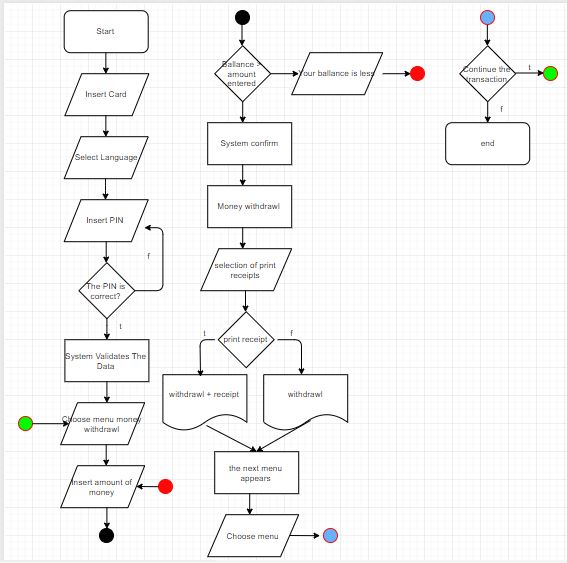 Start
Insert Card
Select Language
Insert PIN
f
The PIN is
correct?
t
System Validates The
Data
Choose menu money
withdrawl
Insert amount of
money
Ballance >
amount
entered
Your ballance is less
System confirm
Money withdrawl
selection of print
receipts
print receipt
t
f
withdrawl + receipt
withdrawl
the next menu
appears
Choose menu
Continue the
transaction
t
f
end